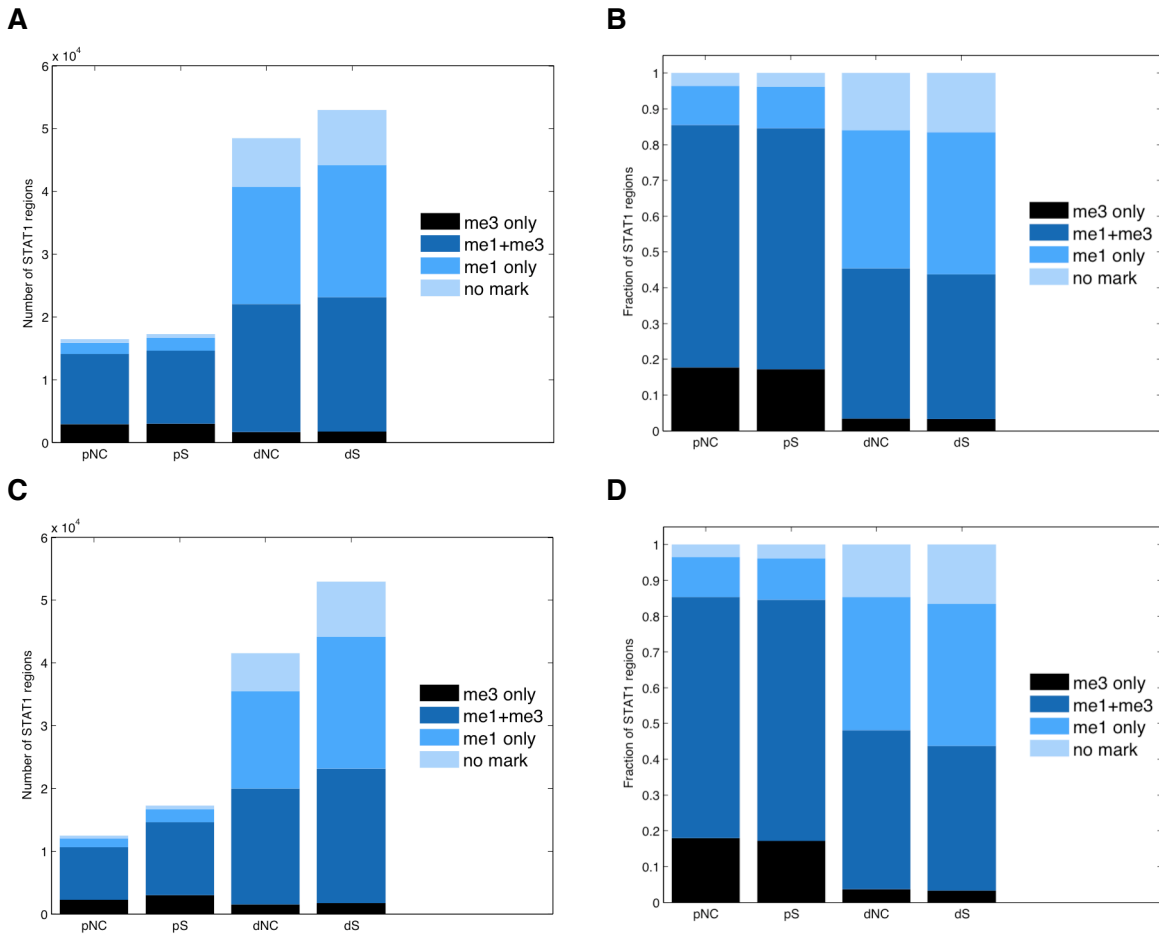 A
x 10⁴
6
5
4
3
2
1
0
Number of STAT1 regions
pNC pS dNC dS
me3 only
me1+me3
me1 only
no mark
B
1
0.9
0.8
0.7
0.6
0.5
0.4
0.3
0.2
0.1
0
Fraction of STAT1 regions
pNC pS dNC dS
me3 only
me1+me3
me1 only
no mark
C
x 10⁴
6
5
4
3
2
1
0
Number of STAT1 regions
pNC pS dNC dS
me3 only
me1+me3
me1 only
no mark
D
1
0.9
0.8
0.7
0.6
0.5
0.4
0.3
0.2
0.1
0
Fraction of STAT1 regions
pNC pS dNC dS
me3 only
me1+me3
me1 only
no mark